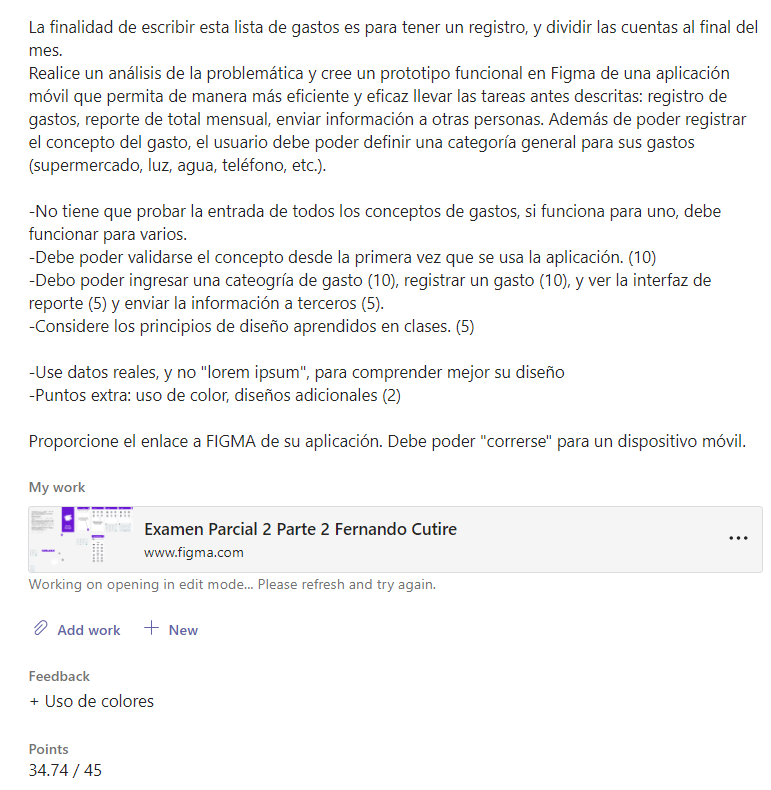 La finalidad de escribir esta lista de gastos es para tener un registro, y dividir las cuentas al final del
mes.
Realice un análisis de la problemática y cree un prototipo funcional en Figma de una aplicación
móvil que permita de manera más eficiente y eficaz llevar las tareas antes descritas: registro de
gastos, reporte de total mensual, enviar información a otras personas. Además de poder registrar
el concepto del gasto, el usuario debe poder definir una categoría general para sus gastos
(supermercado, luz, agua, teléfono, etc.).
-No tiene que probar la entrada de todos los conceptos de gastos, si funciona para uno, debe
funcionar para varios.
-Debe poder validarse el concepto desde la primera vez que se usa la aplicación. (10)
-Debo poder ingresar una cateogría de gasto (10), registrar un gasto (10), y ver la interfaz de
reporte (5) y enviar la información a terceros (5).
-Considere los principios de diseño aprendidos en clases. (5)
-Use datos reales, y no "lorem ipsum", para comprender mejor su diseño
-Puntos extra: uso de color, diseños adicionales (2)
Proporcione el enlace a FIGMA de su aplicación. Debe poder "correrse" para un dispositivo móvil.
My work
Examen Parcial 2 Parte 2 Fernando Cutire
www.figma.com
Working on opening in edit mode... Please refresh and try again.
Add work
New
Feedback
+ Uso de colores
Points
34.74 / 45